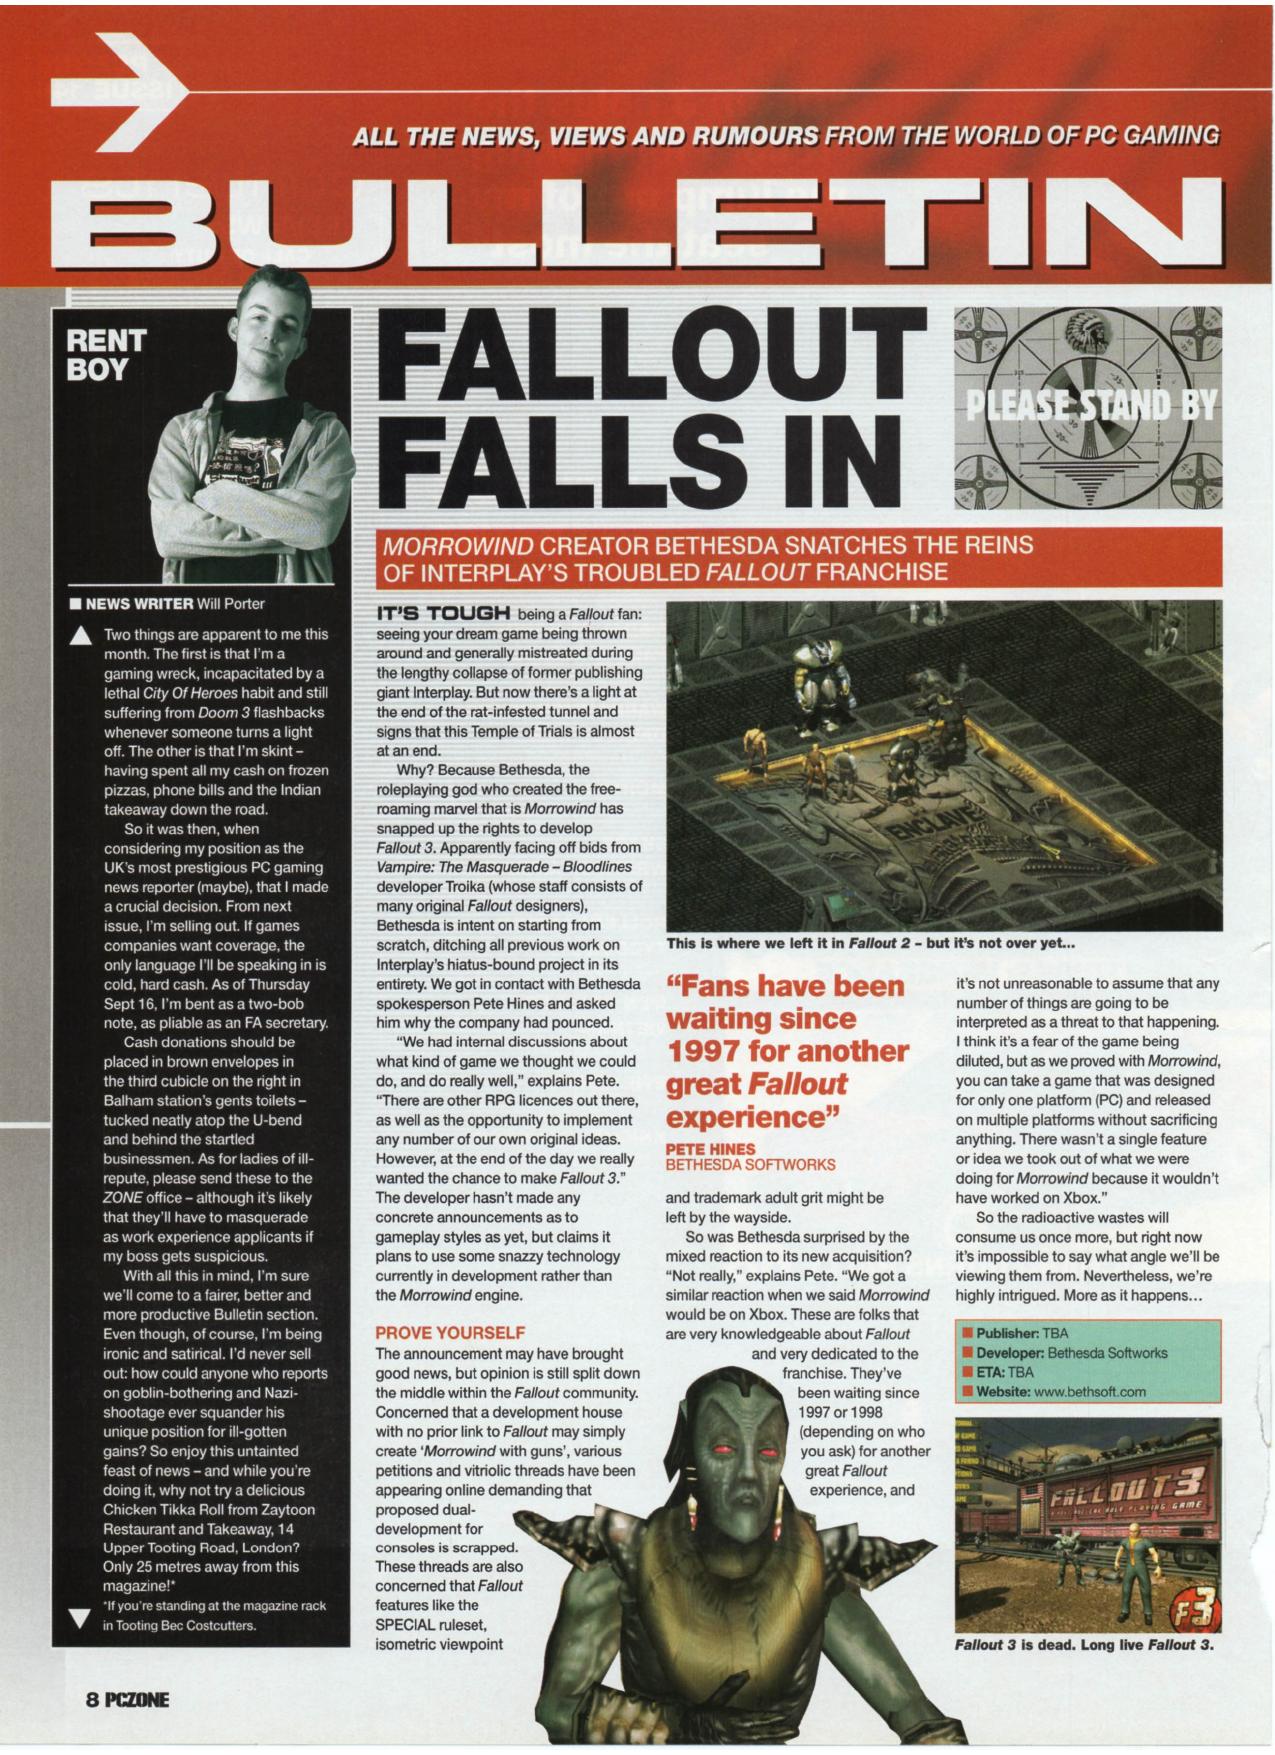 ALL THE NEWS, VIEWS AND RUMOURS FROM THE WORLD OF PC GAMING
BULLETIN
RENT
BOY
■ NEWS WRITER Will Porter
Two things are apparent to me this
month. The first is that I'm a
gaming wreck, incapacitated by a
lethal City Of Heroes habit and still
suffering from Doom 3 flashbacks
whenever someone turns a light
off. The other is that I'm skint –
having spent all my cash on frozen
pizzas, phone bills and the Indian
takeaway down the road.
So it was then, when
considering my position as the
UK's most prestigious PC gaming
news reporter (maybe), that I made
a crucial decision. From next
issue, I'm selling out. If games
companies want coverage, the
only language I'll be speaking in is
cold, hard cash. As of Thursday
Sept 16, I'm bent as a two-bob
note, as pliable as an FA secretary.
Cash donations should be
placed in brown envelopes in
the third cubicle on the right in
Balham station's gents toilets –
tucked neatly atop the U-bend
and behind the startled
businessmen. As for ladies of ill-
repute, please send these to the
ZONE office – although it's likely
that they'll have to masquerade
as work experience applicants if
my boss gets suspicious.
With all this in mind, I'm sure
we'll come to a fairer, better and
more productive Bulletin section.
Even though, of course, I'm being
ironic and satirical. I'd never sell
out: how could anyone who reports
on goblin-bothering and Nazi-
shootage ever squander his
unique position for ill-gotten
gains? So enjoy this untainted
feast of news – and while you're
doing it, why not try a delicious
Chicken Tikka Roll from Zaytoon
Restaurant and Takeaway, 14
Upper Tooting Road, London?
Only 25 metres away from this
magazine!*
*If you're standing at the magazine rack
in Tooting Bec Costcutters.
FALLOUT
FALLS IN
PLEASE STAND BY
MORROWIND CREATOR BETHESDA SNATCHES THE REINS
OF INTERPLAY'S TROUBLED FALLOUT FRANCHISE
IT'S TOUGH being a Fallout fan:
seeing your dream game being thrown
around and generally mistreated during
the lengthy collapse of former publishing
giant Interplay. But now there's a light at
the end of the rat-infested tunnel and
signs that this Temple of Trials is almost
at an end.
Why? Because Bethesda, the
roleplaying god who created the free-
roaming marvel that is Morrowind has
snapped up the rights to develop
Fallout 3. Apparently facing off bids from
Vampire: The Masquerade – Bloodlines
developer Troika (whose staff consists of
many original Fallout designers),
Bethesda is intent on starting from
scratch, ditching all previous work on
Interplay's hiatus-bound project in its
entirety. We got in contact with Bethesda
spokesperson Pete Hines and asked
him why the company had pounced.
"We had internal discussions about
what kind of game we thought we could
do, and do really well," explains Pete.
"There are other RPG licences out there,
as well as the opportunity to implement
any number of our own original ideas.
However, at the end of the day we really
wanted the chance to make Fallout 3."
The developer hasn't made any
concrete announcements as to
gameplay styles as yet, but claims it
plans to use some snazzy technology
currently in development rather than
the Morrowind engine.
PROVE YOURSELF
The announcement may have brought
good news, but opinion is still split down
the middle within the Fallout community.
Concerned that a development house
with no prior link to Fallout may simply
create 'Morrowind with guns', various
petitions and vitriolic threads have been
appearing online demanding that
proposed dual-
development for
consoles is scrapped.
These threads are also
concerned that Fallout
features like the
SPECIAL ruleset,
isometric viewpoint
ENCLAVE
This is where we left it in Fallout 2 – but it's not over yet...
"Fans have been
waiting since
1997 for another
great Fallout
experience"
PETE HINES
BETHESDA SOFTWORKS
and trademark adult grit might be
left by the wayside.
So was Bethesda surprised by the
mixed reaction to its new acquisition?
"Not really," explains Pete. "We got a
similar reaction when we said Morrowind
would be on Xbox. These are folks that
are very knowledgeable about Fallout
and very dedicated to the
franchise. They've
been waiting since
1997 or 1998
(depending on who
you ask) for another
great Fallout
experience, and
it's not unreasonable to assume that any
number of things are going to be
interpreted as a threat to that happening.
I think it's a fear of the game being
diluted, but as we proved with Morrowind,
you can take a game that was designed
for only one platform (PC) and released
on multiple platforms without sacrificing
anything. There wasn't a single feature
or idea we took out of what we were
doing for Morrowind because it wouldn't
have worked on Xbox."
So the radioactive wastes will
consume us once more, but right now
it's impossible to say what angle we'll be
viewing them from. Nevertheless, we're
highly intrigued. More as it happens...
■ Publisher: TBA
■ Developer: Bethesda Softworks
■ ETA: TBA
■ Website: www.bethsoft.com
FALLOUT 3
ROLE PLAYING GAME
F3
Fallout 3 is dead. Long live Fallout 3.
8 PCZONE